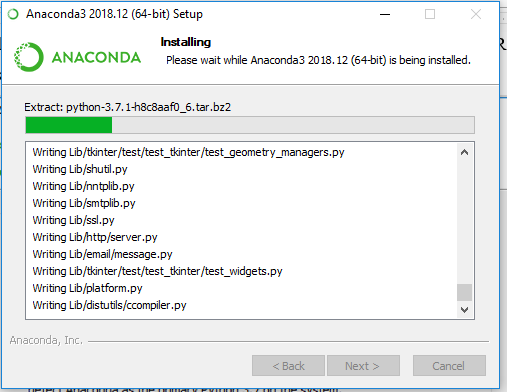 Anaconda3 2018.12 (64-bit) Setup
Installing
Please wait while Anaconda3 2018.12 (64-bit) is being installed.
ANACONDA
Extract: python-3.7.1-h8c8aaf0_6.tar.bz2
Writing Lib/tkinter/test/test_tkinter/test_geometry_managers.py
Writing Lib/shutil.py
Writing Lib/nntplib.py
Writing Lib/smtplib.py
Writing Lib/ssl.py
Writing Lib/http/server.py
Writing Lib/email/message.py
Writing Lib/tkinter/test/test_tkinter/test_widgets.py
Writing Lib/platform.py
Writing Lib/distutils/ccompiler.py
Anaconda, Inc.
< Back
Next >
Cancel